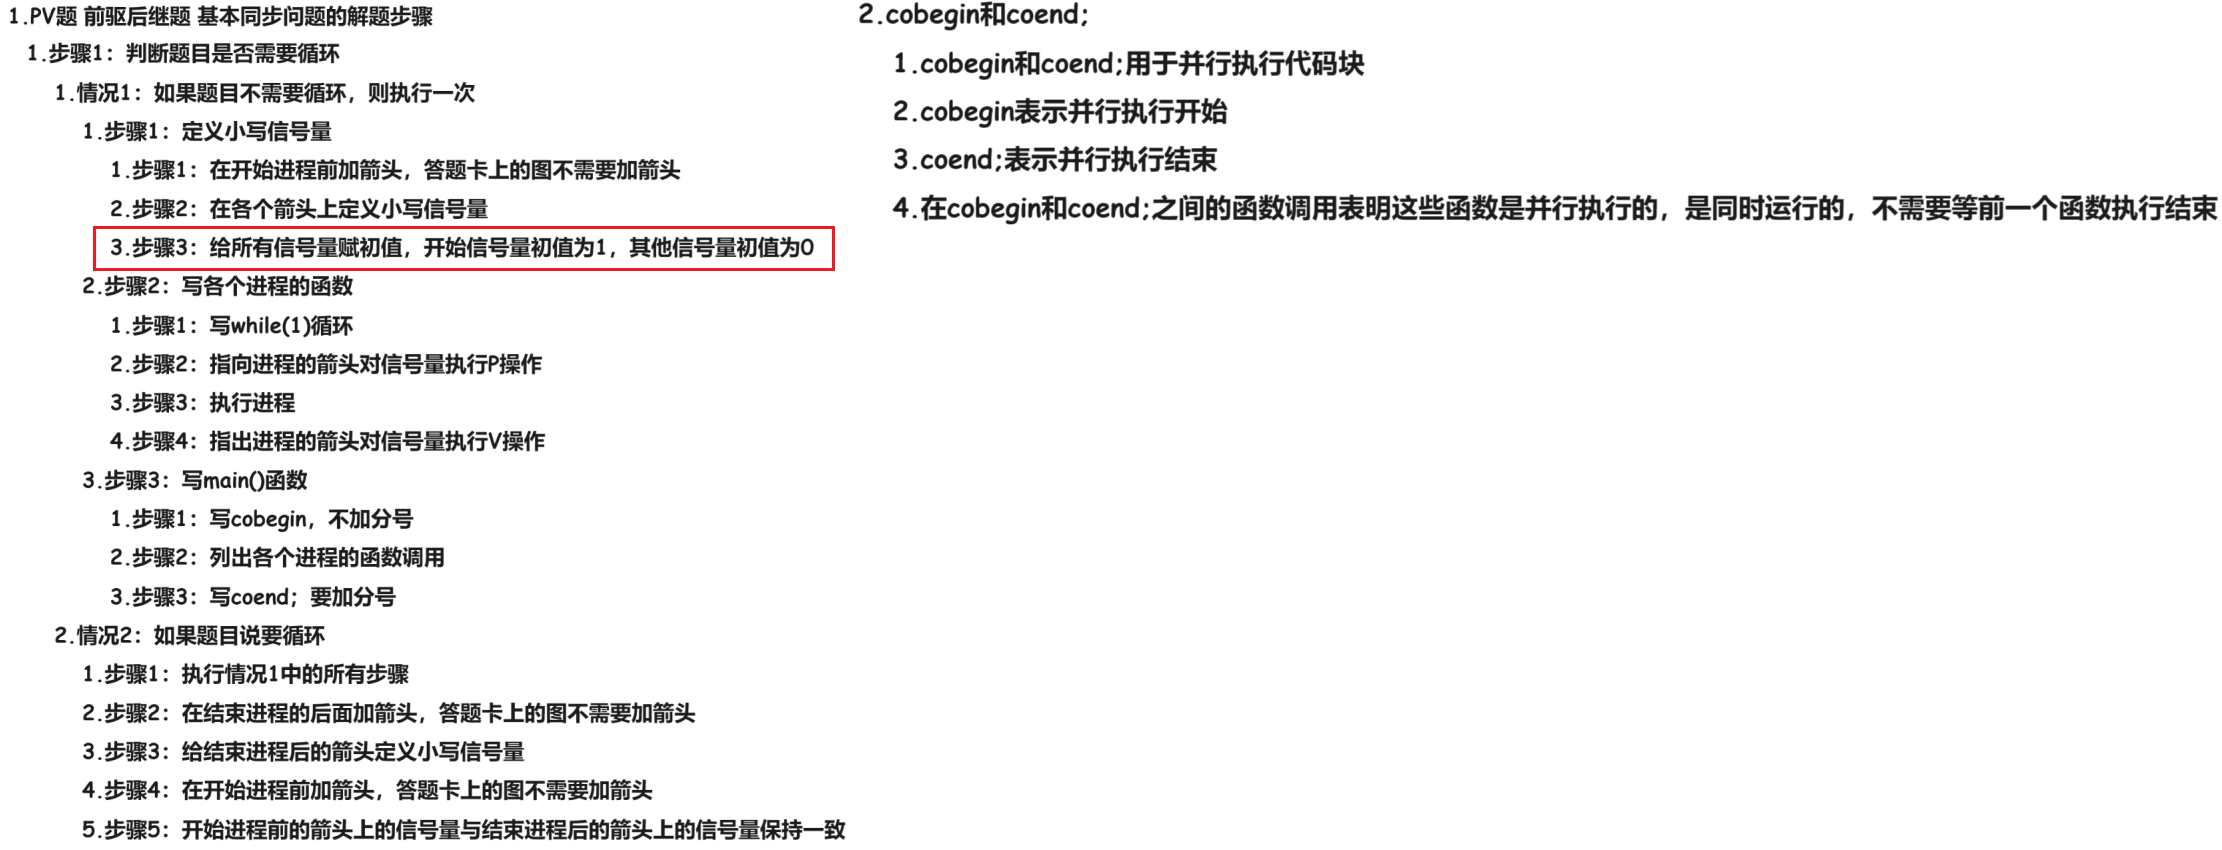 1.PV题 前驱后继题 基本同步问题的解题步骤
1.步骤1：判断题目是否需要循环
1.情况1：如果题目不需要循环，则执行一次
1.步骤1：定义小写信号量
1.步骤1：在开始进程前加箭头，答题卡上的图不需要加箭头
2.步骤2：在各个箭头上定义小写信号量
3.步骤3：给所有信号量赋初值，开始信号量初值为1，其他信号量初值为0
2.步骤2：写各个进程的函数
1.步骤1：写while(1)循环
2.步骤2：指向进程的箭头对信号量执行P操作
3.步骤3：执行进程
4.步骤4：指出进程的箭头对信号量执行V操作
3.步骤3：写main()函数
1.步骤1：写cobegin，不加分号
2.步骤2：列出各个进程的函数调用
3.步骤3：写coend；要加分号
2.情况2：如果题目说要循环
1.步骤1：执行情况1中的所有步骤
2.步骤2：在结束进程的后面加箭头，答题卡上的图不需要加箭头
3.步骤3：给结束进程后的箭头定义小写信号量
4.步骤4：在开始进程前加箭头，答题卡上的图不需要加箭头
5.步骤5：开始进程前的箭头上的信号量与结束进程后的箭头上的信号量保持一致
2.cobegin和coend;
1.cobegin和coend;用于并行执行代码块
2.cobegin表示并行执行开始
3.coend;表示并行执行结束
4.在cobegin和coend;之间的函数调用表明这些函数是并行执行的，是同时运行的，不需要等前一个函数执行结束